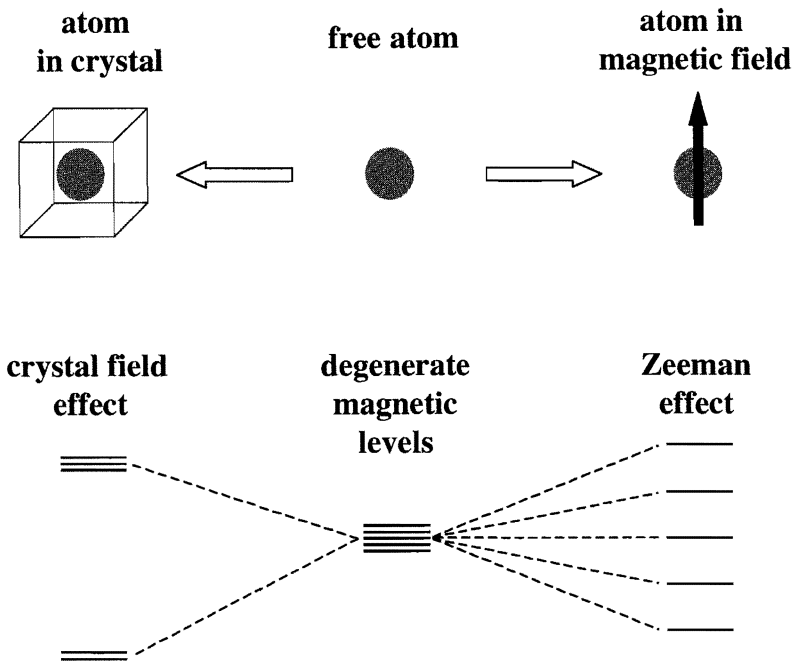 atom
in crystal
free atom
atom in
magnetic field
crystal field
effect
degenerate
magnetic
levels
Zeeman
effect